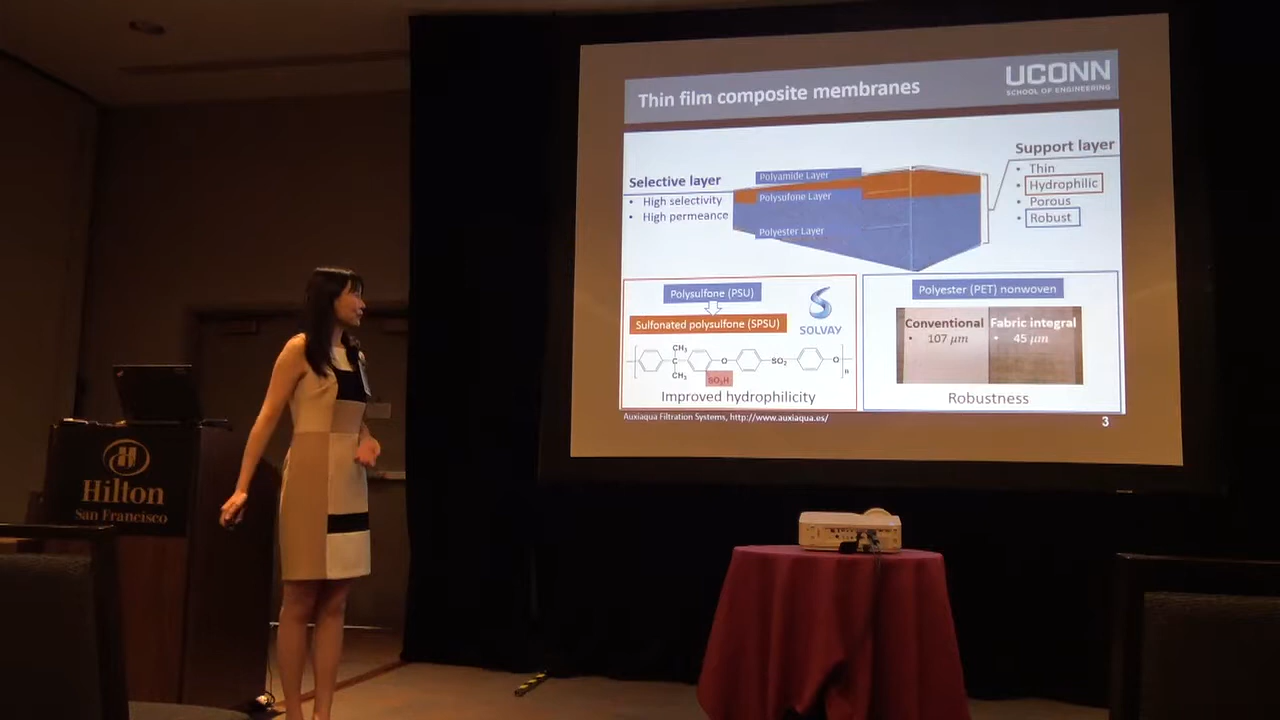 Thin film composite membranes
UCONN
SCHOOL OF ENGINEERING
Selective layer
• High selectivity
• High permeance
Polyamide Layer
Polysulfone Layer
Polyester Layer
Support layer
• Thin
• Hydrophilic
• Porous
• Robust
Polysulfone (PSU)
Sulfonated polysulfone (SPSU)
SOLVAY
CH₃
C
CH₃
O
SO₂
O
n
SO₃H
Improved hydrophilicity
Polyester (PET) nonwoven
Conventional
• 107 μm
Fabric integral
• 45 μm
Robustness
Auxiaqua Filtration Systems, http://www.auxiaqua.es/
3
Hilton
San Francisco